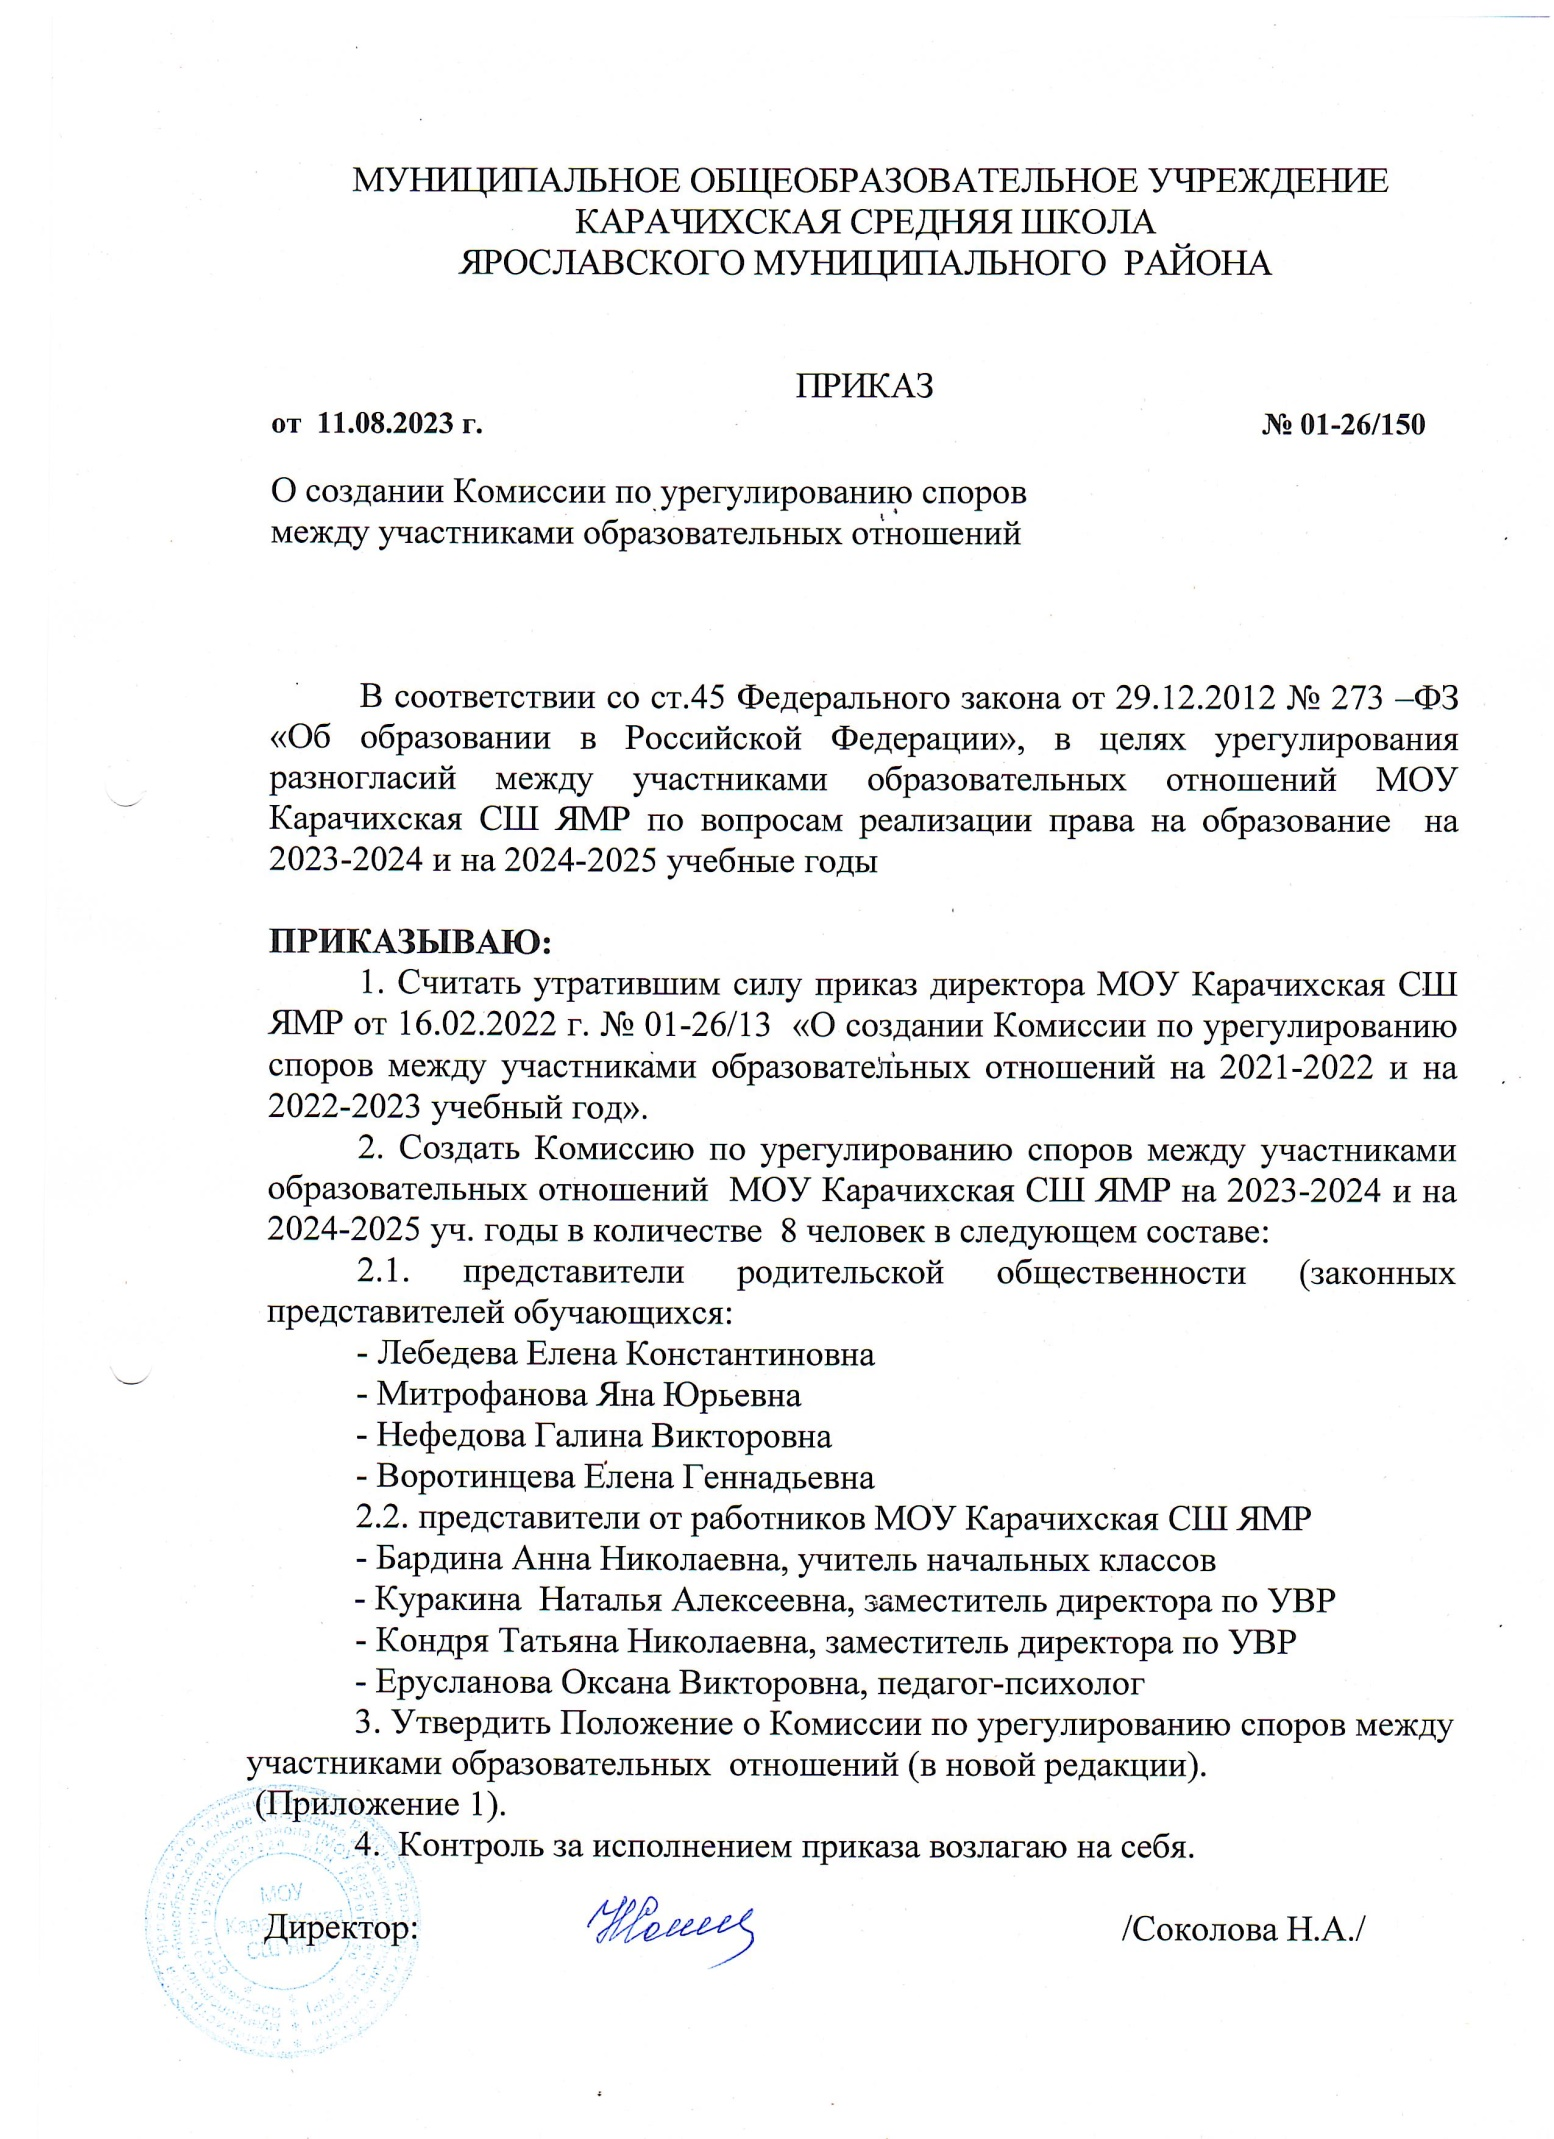 МУНИЦИПАЛЬНОЕ ОБЩЕОБРАЗОВАТЕЛЬНОЕ УЧРЕЖДЕНИЕ
КАРАЧИХСКАЯ СРЕДНЯЯ ШКОЛА
ЯРОСЛАВСКОГО МУНИЦИПАЛЬНОГО РАЙОНА
ПРИКАЗ
от 11.08.2023 г. № 01-26/150
О создании Комиссии по урегулированию споров
между участниками образовательных отношений
В соответствии со ст.45 Федерального закона от 29.12.2012 № 273 –ФЗ
«Об образовании в Российской Федерации», в целях урегулирования
разногласий между участниками образовательных отношений МОУ
Карачихская СШ ЯМР по вопросам реализации права на образование на
2023-2024 и на 2024-2025 учебные годы
ПРИКАЗЫВАЮ:
1. Считать утратившим силу приказ директора МОУ Карачихская СШ
ЯМР от 16.02.2022 г. № 01-26/13 «О создании Комиссии по урегулированию
споров между участниками образовательных отношений на 2021-2022 и на
2022-2023 учебный год».
2. Создать Комиссию по урегулированию споров между участниками
образовательных отношений МОУ Карачихская СШ ЯМР на 2023-2024 и на
2024-2025 уч. годы в количестве 8 человек в следующем составе:
2.1. представители родительской общественности (законных
представителей обучающихся:
- Лебедева Елена Константиновна
- Митрофанова Яна Юрьевна
- Нефедова Галина Викторовна
- Воротинцева Елена Геннадьевна
2.2. представители от работников МОУ Карачихская СШ ЯМР
- Бардина Анна Николаевна, учитель начальных классов
- Куракина Наталья Алексеевна, заместитель директора по УВР
- Кондря Татьяна Николаевна, заместитель директора по УВР
- Ерусланова Оксана Викторовна, педагог-психолог
3. Утвердить Положение о Комиссии по урегулированию споров между
участниками образовательных отношений (в новой редакции).
(Приложение 1).
4. Контроль за исполнением приказа возлагаю на себя.
Директор: /Соколова Н.А./
МОУ
Карачихская
СШ ЯМР